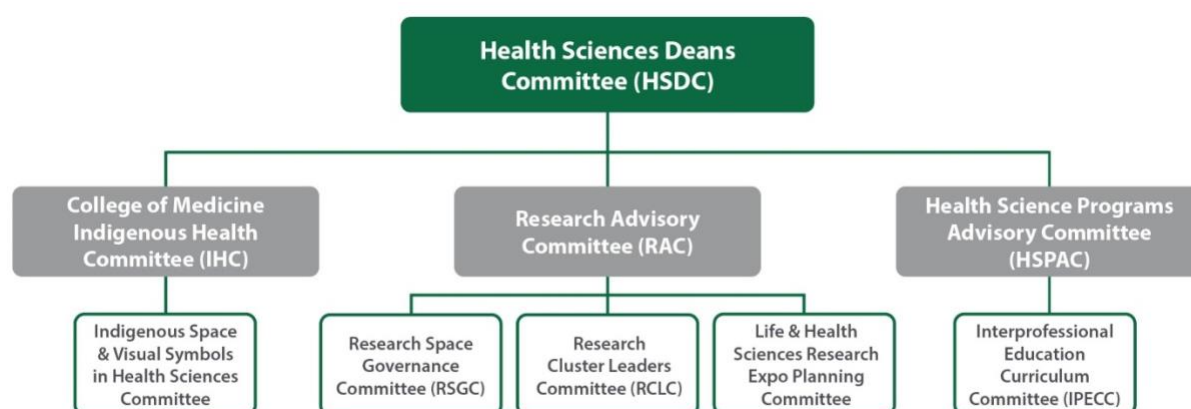 Health Sciences Deans
Committee (HSDC)
College of Medicine
Indigenous Health
Committee (IHC)
Research Advisory
Committee (RAC)
Health Science Programs
Advisory Committee
(HSPAC)
Indigenous Space
& Visual Symbols
in Health Sciences
Committee
Research Space
Governance
Committee (RSGC)
Research
Cluster Leaders
Committee (RCLC)
Life & Health
Sciences Research
Expo Planning
Committee
Interprofessional
Education
Curriculum
Committee (IPECC)